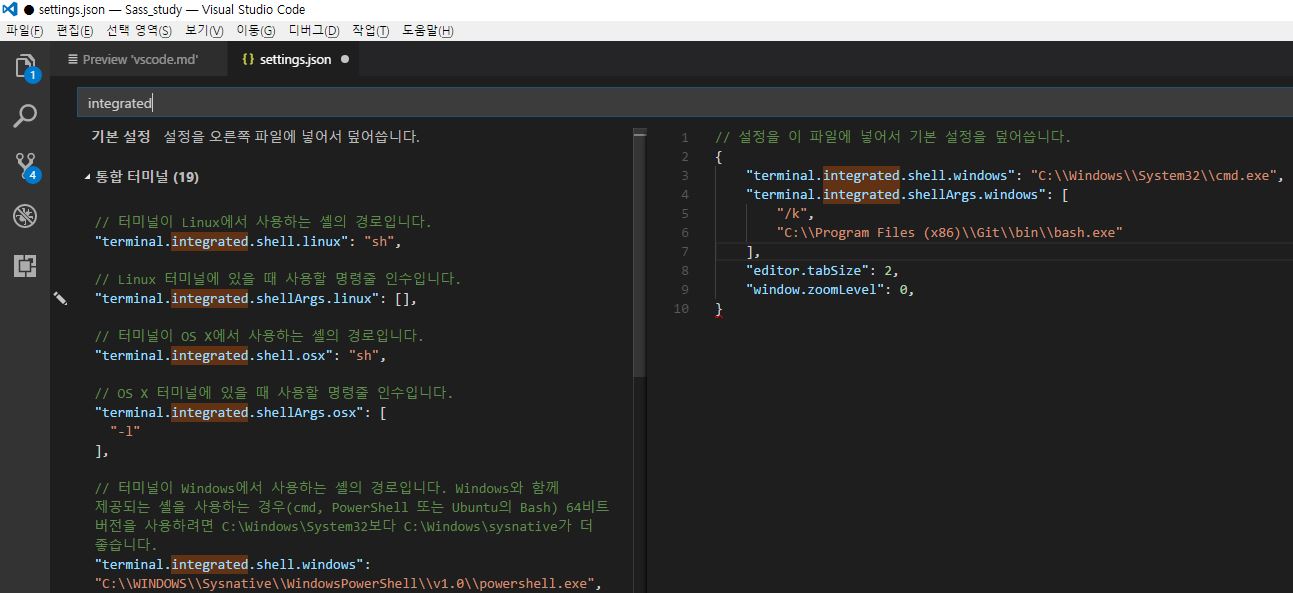 settings.json — Sass_study — Visual Studio Code
파일(F) 편집(E) 선택 영역(S) 보기(V) 이동(G) 디버그(D) 작업(T) 도움말(H)
Preview 'vscode.md' {} settings.json
1
4
integrated
기본 설정 설정을 오른쪽 파일에 넣어서 덮어씁니다.
통합 터미널 (19)
// 터미널이 Linux에서 사용하는 셸의 경로입니다.
"terminal.integrated.shell.linux": "sh",
// Linux 터미널에 있을 때 사용할 명령줄 인수입니다.
"terminal.integrated.shellArgs.linux": [],
// 터미널이 OS X에서 사용하는 셸의 경로입니다.
"terminal.integrated.shell.osx": "sh",
// OS X 터미널에 있을 때 사용할 명령줄 인수입니다.
"terminal.integrated.shellArgs.osx": [
"-l"
],
// 터미널이 Windows에서 사용하는 셸의 경로입니다. Windows와 함께
제공되는 셸을 사용하는 경우(cmd, PowerShell 또는 Ubuntu의 Bash) 64비트
버전을 사용하려면 C:\Windows\System32보다 C:\Windows\sysnative가 더
좋습니다.
"terminal.integrated.shell.windows":
"C:\\WINDOWS\\Sysnative\\WindowsPowerShell\\v1.0\\powershell.exe",
1 // 설정을 이 파일에 넣어서 기본 설정을 덮어씁니다.
2 {
3 "terminal.integrated.shell.windows": "C:\\Windows\\System32\\cmd.exe",
4 "terminal.integrated.shellArgs.windows": [
5 "/k",
6 "C:\\Program Files (x86)\\Git\\bin\\bash.exe"
7 ],
8 "editor.tabSize": 2,
9 "window.zoomLevel": 0,
10 }